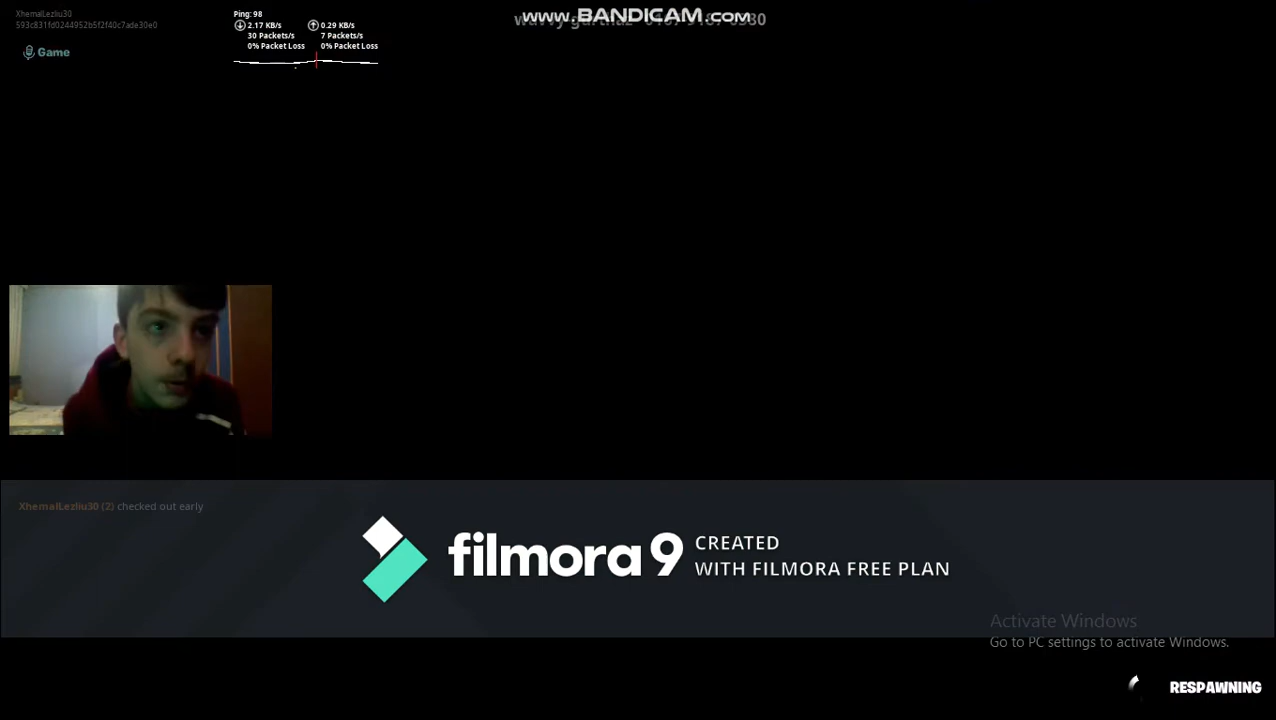 XhemalLezliu30
593c831fd0244952b5f2f40c7ade30e0
Game
Ping: 98
2.17 KB/s
0.29 KB/s
30 Packets/s
7 Packets/s
0% Packet Loss
0% Packet Loss
www.BANDICAM.com
XhemalLezliu30 (2) checked out early
filmora 9
CREATED
WITH FILMORA FREE PLAN
Activate Windows
Go to PC settings to activate Windows.
RESPAWNING